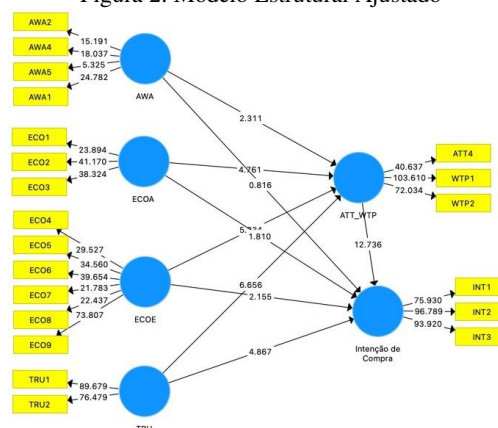 Figura 2: Modelo Estrutural Ajustado
AWA2
AWA4
AWA5
AWA1
15.191
18.037
5.325
24.782
AWA
2.311
ECO1
ECO2
ECO3
23.894
41.170
38.324
ECOA
4.761
0.816
ATT_WTP
40.637
103.610
72.034
ATT4
WTP1
WTP2
ECO4
ECO5
ECO6
ECO7
ECO8
ECO9
29.527
34.560
39.654
21.783
22.437
73.807
ECOE
1.810
12.736
6.656
2.155
75.930
96.789
93.920
INT1
INT2
INT3
Intenção de
Compra
4.867
TRU1
TRU2
89.679
76.479